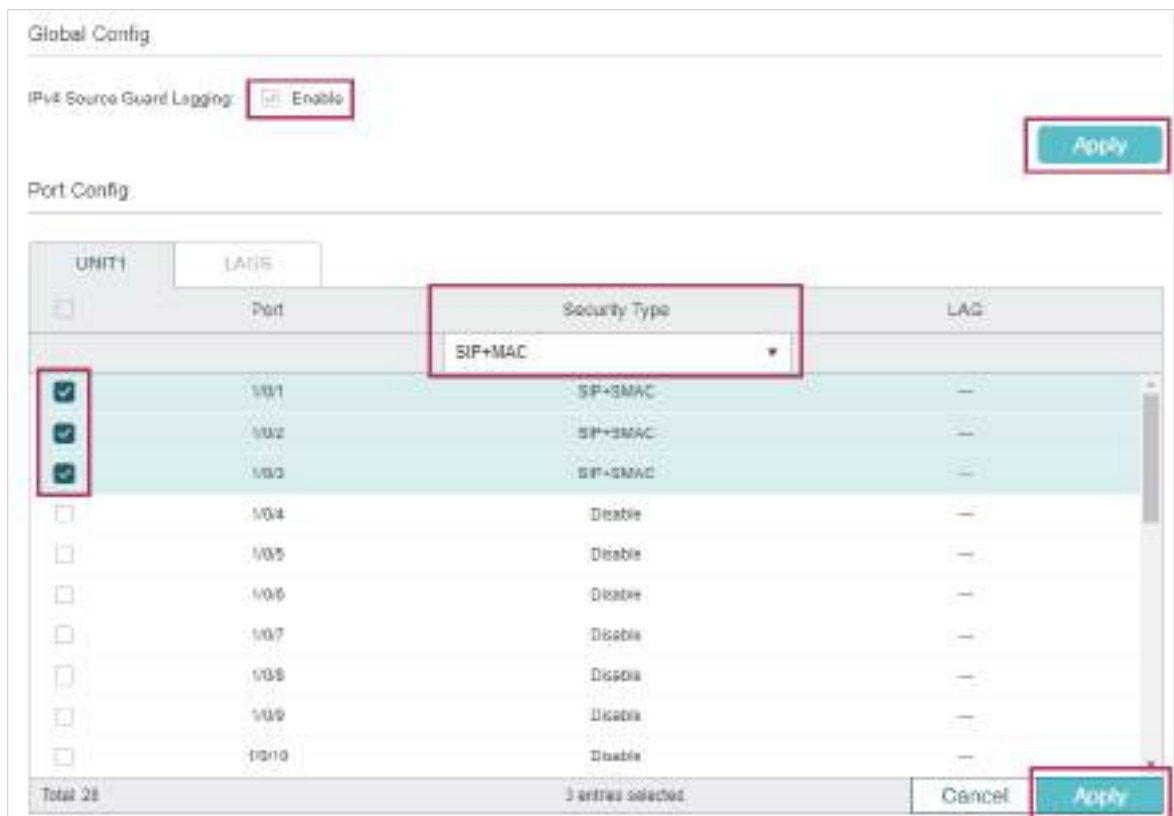 Global Config
IPv4 Source Guard Logging: Enable
Apply
Port Config
UNIT1 LAGS
Port Security Type LAG
SIP+MAC
1/0/1 SIP+SMAC ---
1/0/2 SIP+SMAC ---
1/0/3 SIP+SMAC ---
1/0/4 Disable ---
1/0/5 Disable ---
1/0/6 Disable ---
1/0/7 Disable ---
1/0/8 Disable ---
1/0/9 Disable ---
1/0/10 Disable ---
Total: 28 3 entries selected. Cancel Apply